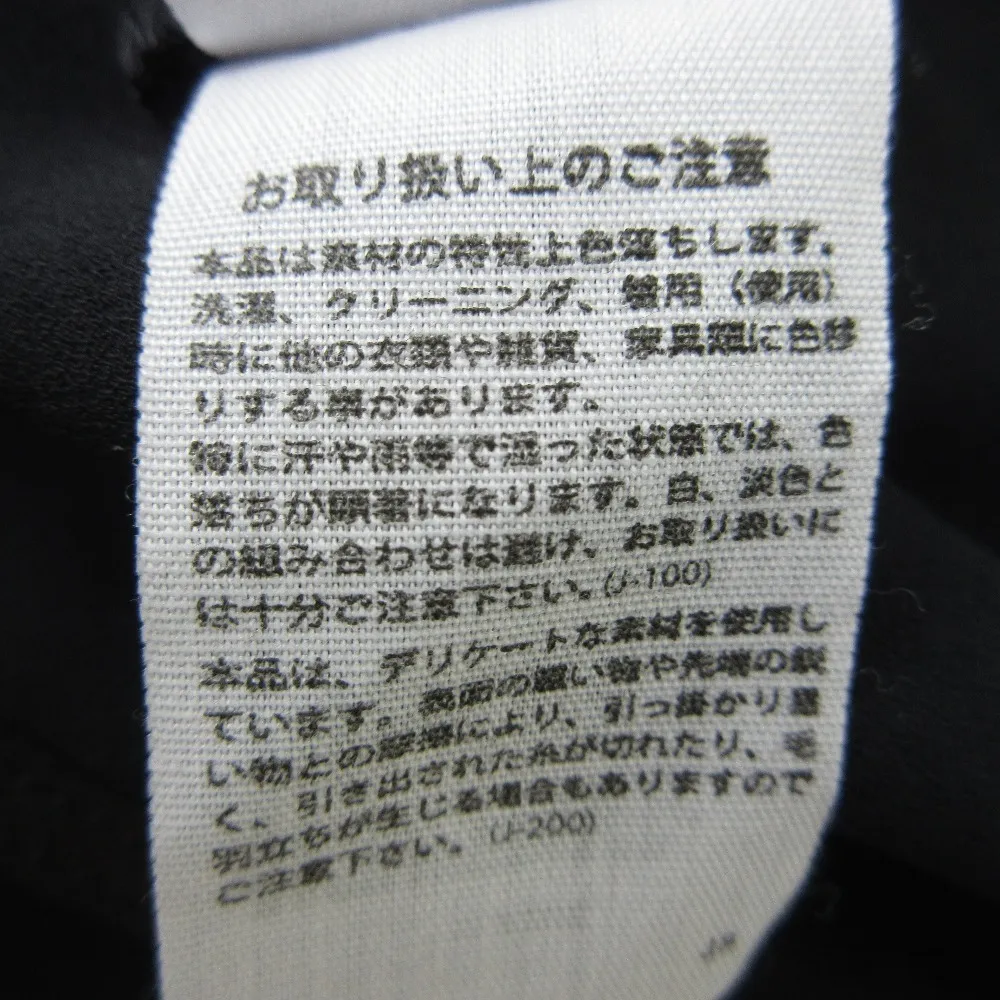 お取り扱い上のご注意
本品は素材の特性上色落ちします。
洗濯、クリーニング、着用（使用）
時に他の衣類や雑貨、家具類に色移
りする事があります。
特に汗や雨等で湿った状態では、色
落ちが顕著になります。白、淡色と
の組み合わせは避け、お取り扱いに
は十分ご注意下さい。(J-100)
本品は、デリケートな素材を使用し
ています。表面の粗い物や先端の鋭
い物との摩擦により、引っ掛かり易
く、引き出された糸が切れたり、毛
羽立ちが生じる場合もありますので
ご注意下さい。(J-200)